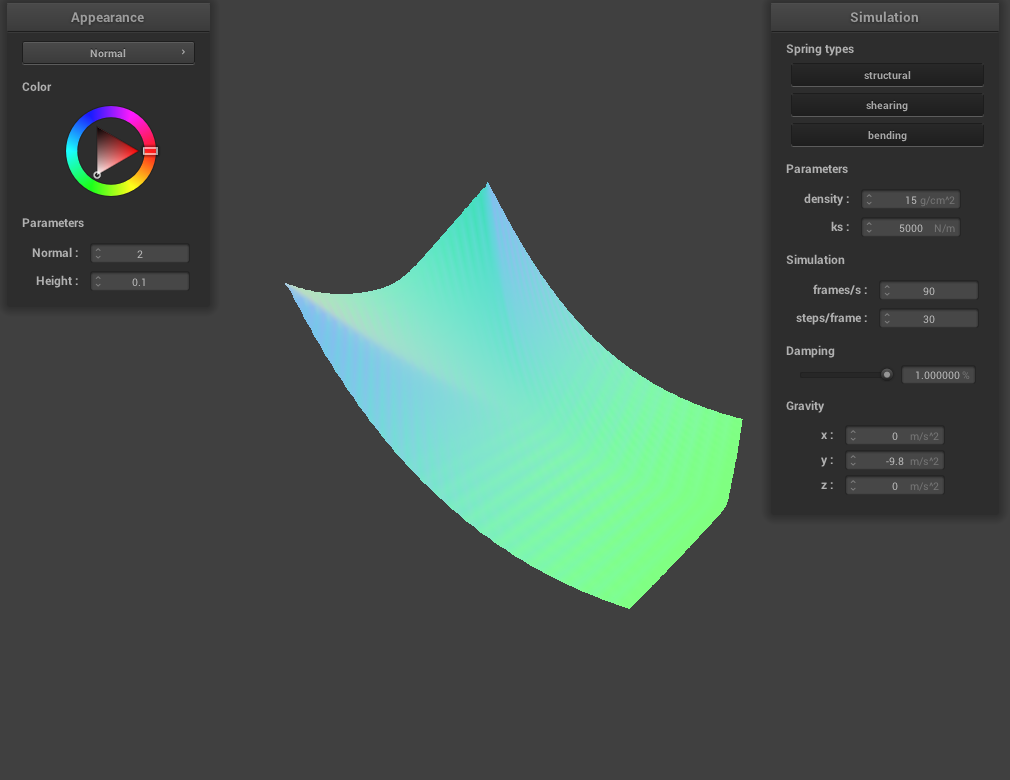 Appearance
Normal
Color
Parameters
Normal : 2
Height : 0.1
Simulation
Spring types
structural
shearing
bending
Parameters
density : 15 g/cm^2
ks : 5000 N/m
Simulation
frames/s : 90
steps/frame : 30
Damping
1.000000 %
Gravity
x : 0 m/s^2
y : -9.8 m/s^2
z : 0 m/s^2